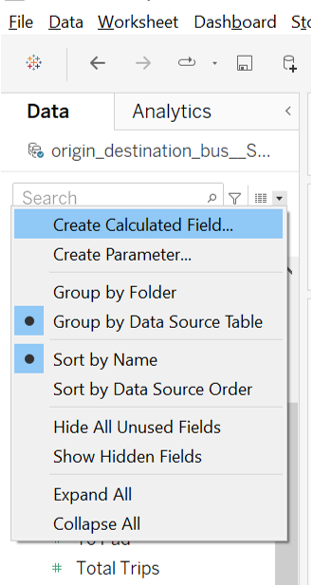 File Data Worksheet Dashboard
Data Analytics
origin_destination_bus__S...
Search
Create Calculated Field...
Create Parameter...
Group by Folder
Group by Data Source Table
Sort by Name
Sort by Data Source Order
Hide All Unused Fields
Show Hidden Fields
Expand All
Collapse All
# Total Trips